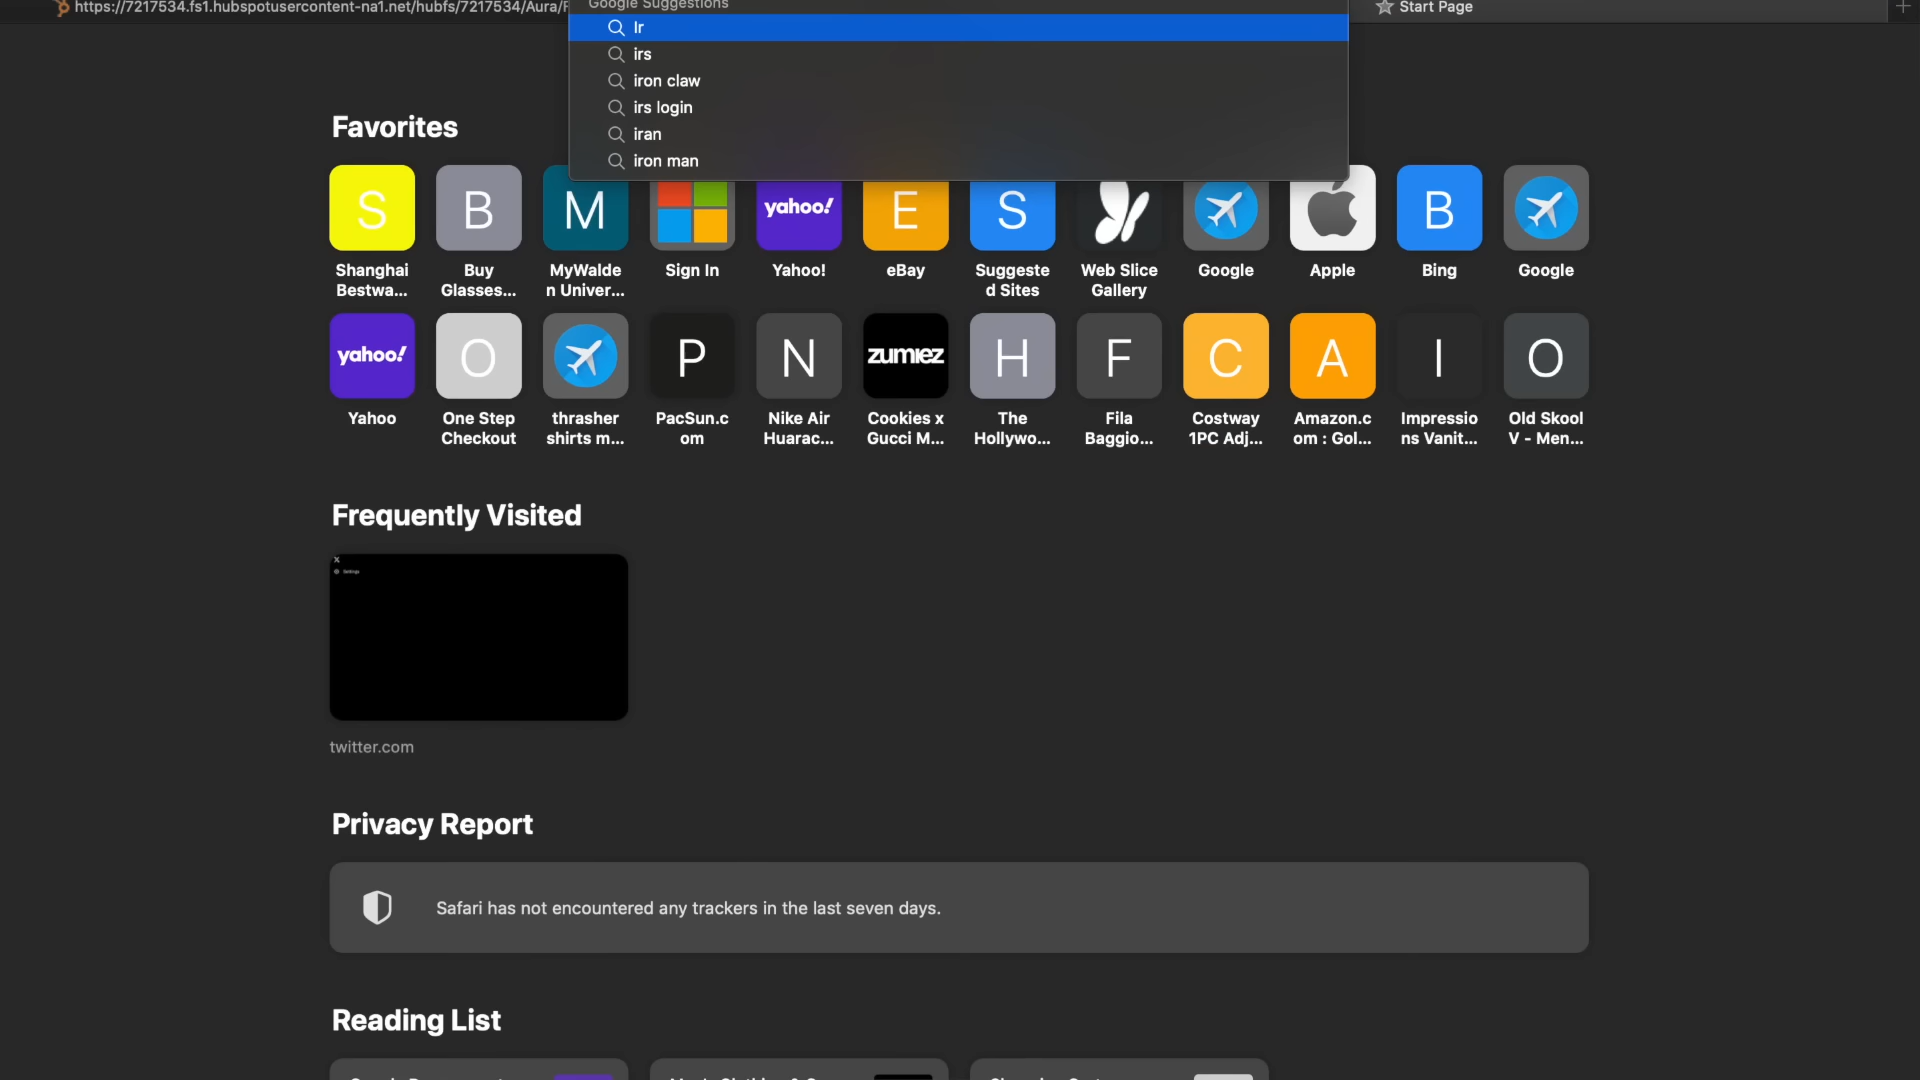 https://7217534.fs1.hubspotusercontent-na1.net/hubfs/7217534/Aura/F
Google Suggestions
Start Page
Ir
irs
iron claw
irs login
iran
iron man
Favorites
S
B
M
yahoo!
E
S
B
Shanghai Bestwa...
Buy Glasses...
MyWalde n Univer...
Sign In
Yahoo!
eBay
Suggeste d Sites
Web Slice Gallery
Google
Apple
Bing
Google
yahoo!
O
P
N
zumiez
H
F
C
A
I
O
Yahoo
One Step Checkout
thrasher shirts m...
PacSun.c om
Nike Air Huarac...
Cookies x Gucci M...
The Hollywo...
Fila Baggio...
Costway 1PC Adj...
Amazon.c om : Gol...
Impressio ns Vanit...
Old Skool V - Men...
Frequently Visited
X
Settings
twitter.com
Privacy Report
Safari has not encountered any trackers in the last seven days.
Reading List